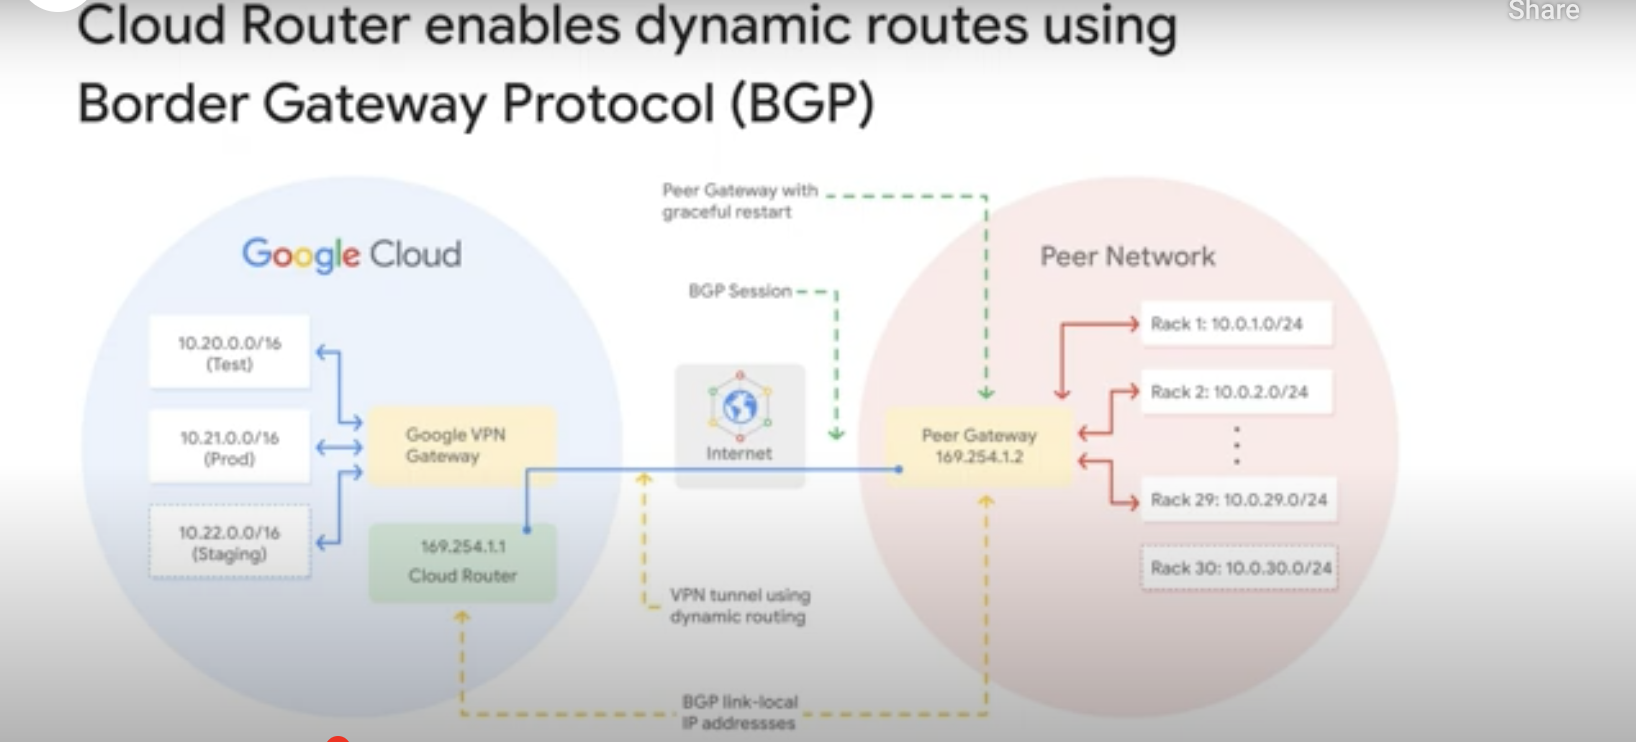 Share
Cloud Router enables dynamic routes using
Border Gateway Protocol (BGP)
Peer Gateway with
graceful restart
BGP Session
Google Cloud
10.20.0.0/16
(Test)
10.21.0.0/16
(Prod)
10.22.0.0/16
(Staging)
Google VPN
Gateway
169.254.1.1
Cloud Router
Internet
VPN tunnel using
dynamic routing
BGP link-local
IP addressses
Peer Network
Peer Gateway
169.254.1.2
Rack 1: 10.0.1.0/24
Rack 2: 10.0.2.0/24
Rack 29: 10.0.29.0/24
Rack 30: 10.0.30.0/24